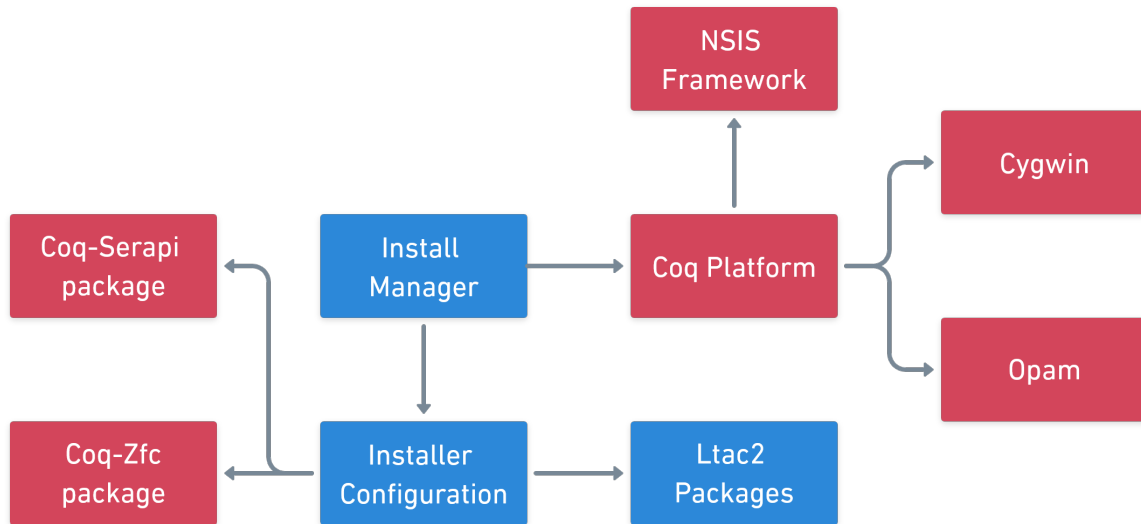 NSIS
Framework
Cygwin
Coq-Serapi
package
Install
Manager
Coq Platform
Opam
Coq-Zfc
package
Installer
Configuration
Ltac2
Packages